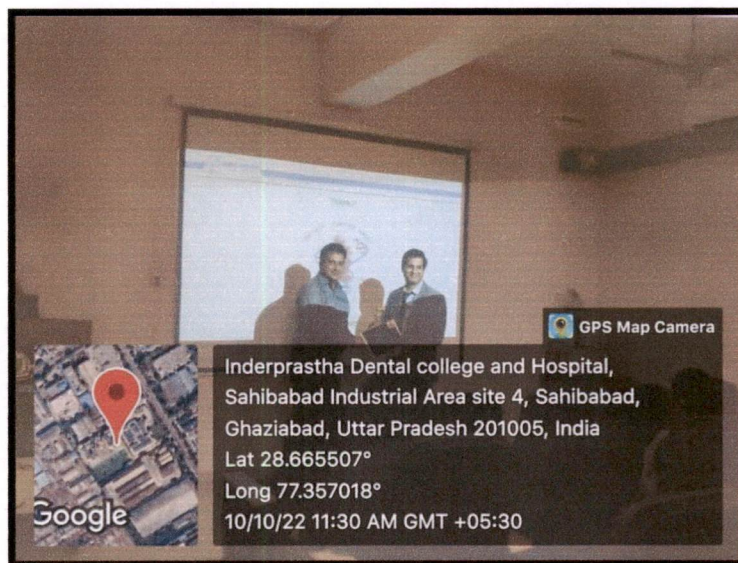 GPS Map Camera
Inderprastha Dental college and Hospital,
Sahibabad Industrial Area site 4, Sahibabad,
Ghaziabad, Uttar Pradesh 201005, India
Lat 28.665507°
Long 77.357018°
10/10/22 11:30 AM GMT +05:30
Google